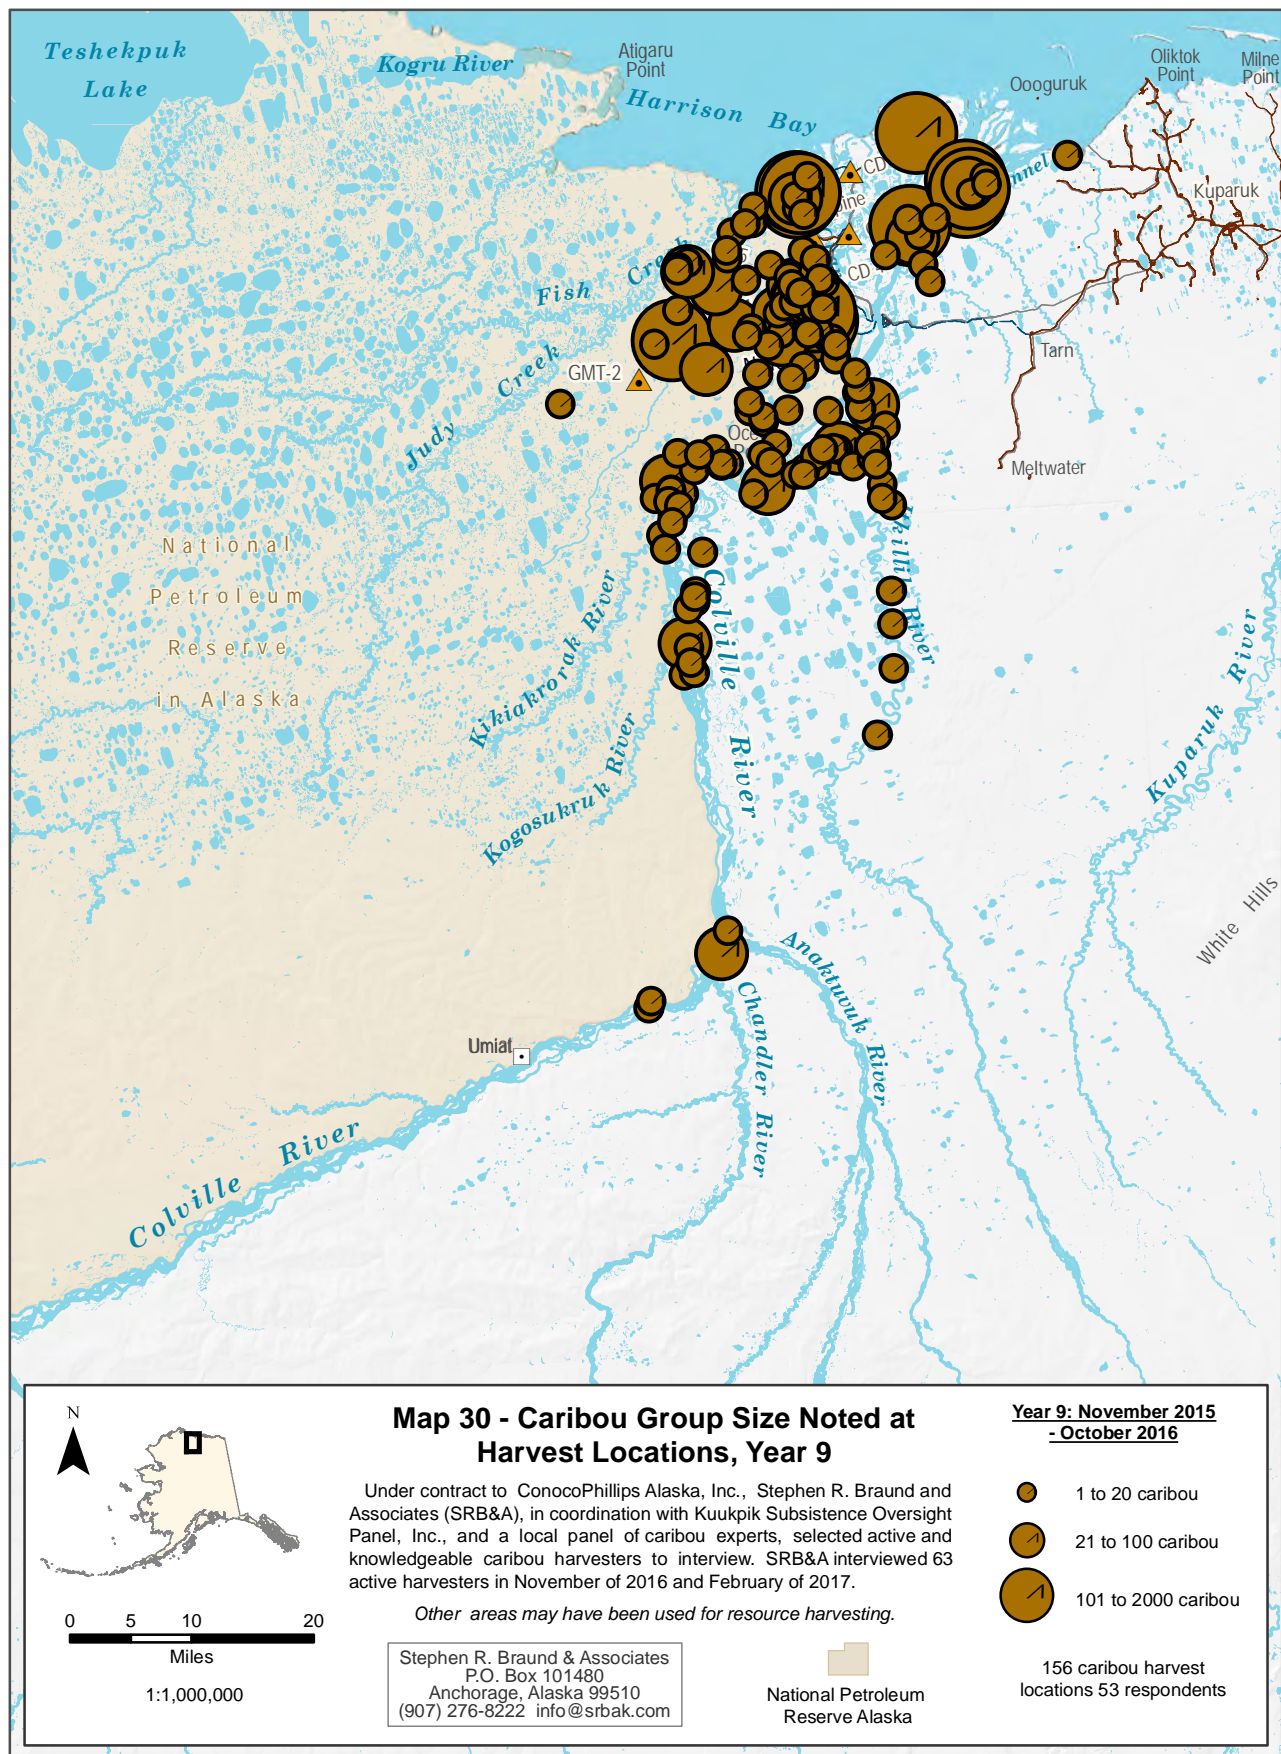 Teshekpuk
Lake
Kogru River
Atigaru
Point
Harrison Bay
Oooguruk
Oliktok
Point
Milne
Point
Kuparuk
CD
CD
Fish Creek
Judy Creek
GMT-2
Tarn
Meltwater
National
Petroleum
Reserve
in Alaska
Kikiakrorak River
Kogosukruk River
Colville River
River
Kuparuk River
White Hills
Anaktuvuk River
Chandler River
Umiat
Colville River
N
Map 30 - Caribou Group Size Noted at
Harvest Locations, Year 9
Under contract to ConocoPhillips Alaska, Inc., Stephen R. Braund and
Associates (SRB&A), in coordination with Kuukpik Subsistence Oversight
Panel, Inc., and a local panel of caribou experts, selected active and
knowledgeable caribou harvesters to interview. SRB&A interviewed 63
active harvesters in November of 2016 and February of 2017.
Other areas may have been used for resource harvesting.
0 5 10 20
Miles
1:1,000,000
Stephen R. Braund & Associates
P.O. Box 101480
Anchorage, Alaska 99510
(907) 276-8222 info@srbak.com
National Petroleum
Reserve Alaska
Year 9: November 2015
- October 2016
1 to 20 caribou
21 to 100 caribou
101 to 2000 caribou
156 caribou harvest
locations 53 respondents